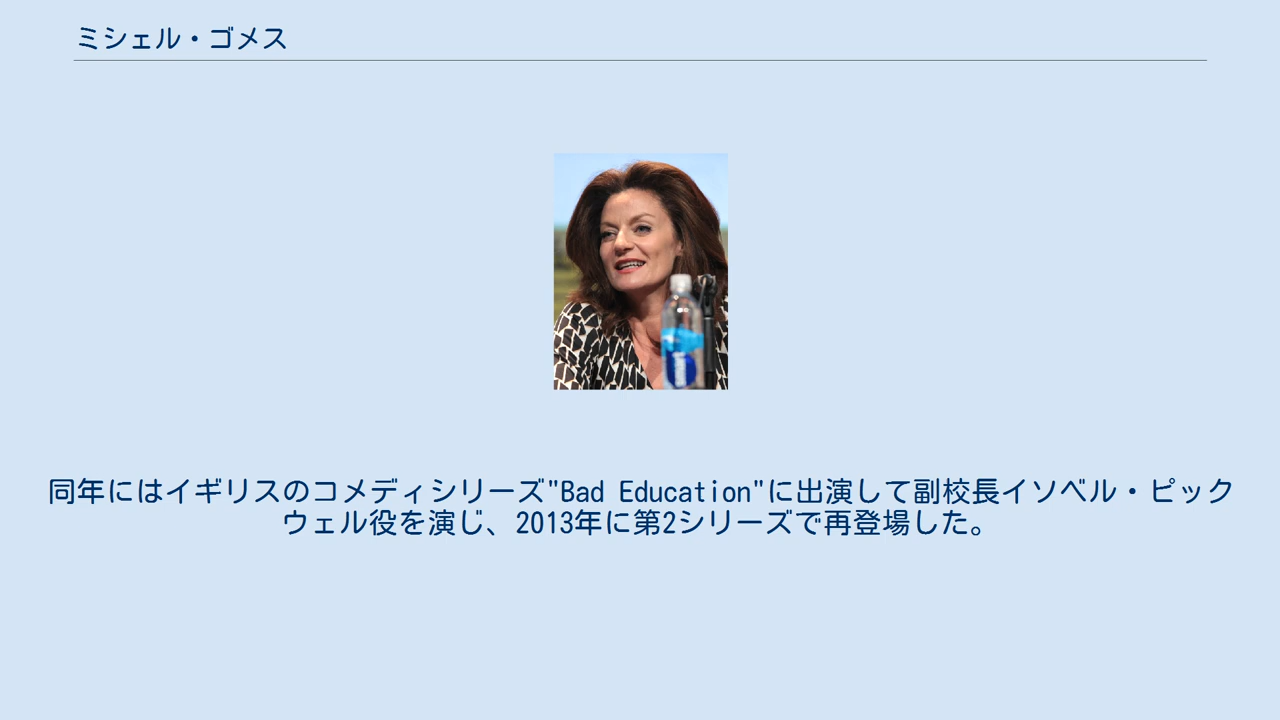 ミシェル・ゴメス
同年にはイギリスのコメディシリーズ"Bad Education"に出演して副校長イソベル・ピック
ウェル役を演じ、2013年に第2シリーズで再登場した。